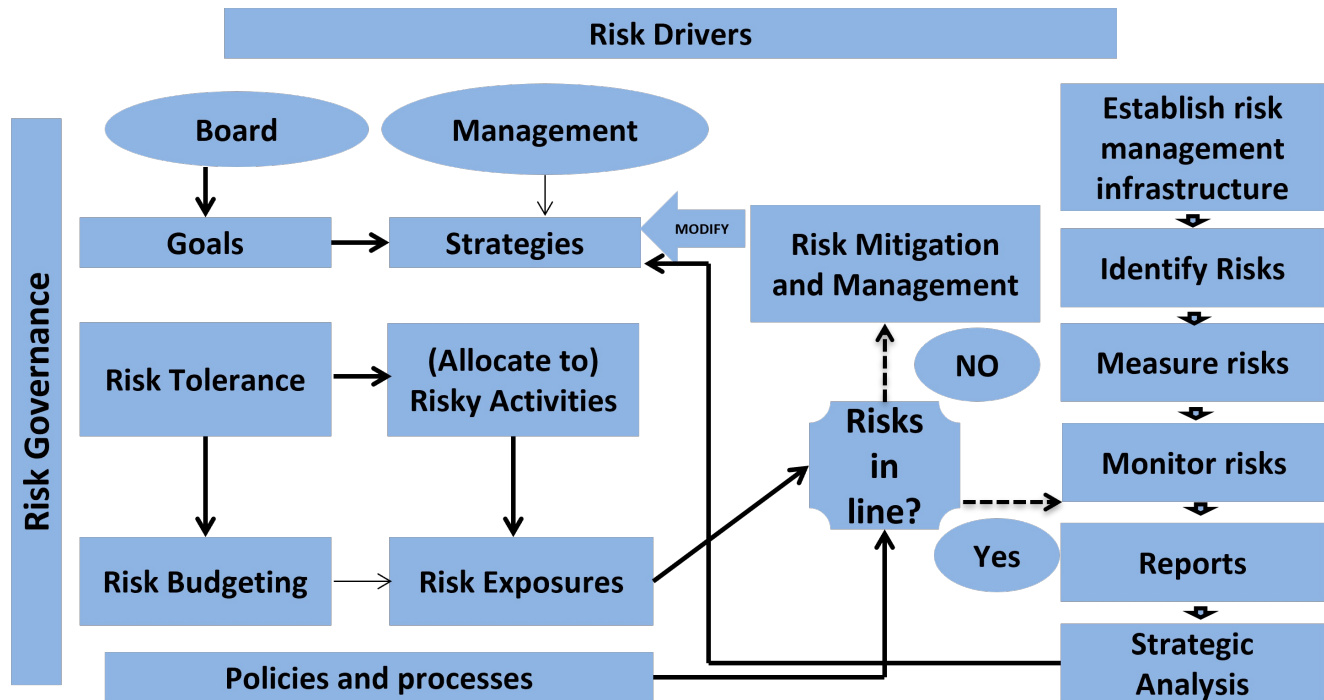 Risk Drivers
Risk Governance
Board
Management
Goals
Strategies
MODIFY
Risk Mitigation
and Management
Risk Tolerance
(Allocate to)
Risky Activities
NO
Risks
in
line?
Yes
Risk Budgeting
Risk Exposures
Policies and processes
Establish risk
management
infrastructure
Identify Risks
Measure risks
Monitor risks
Reports
Strategic
Analysis